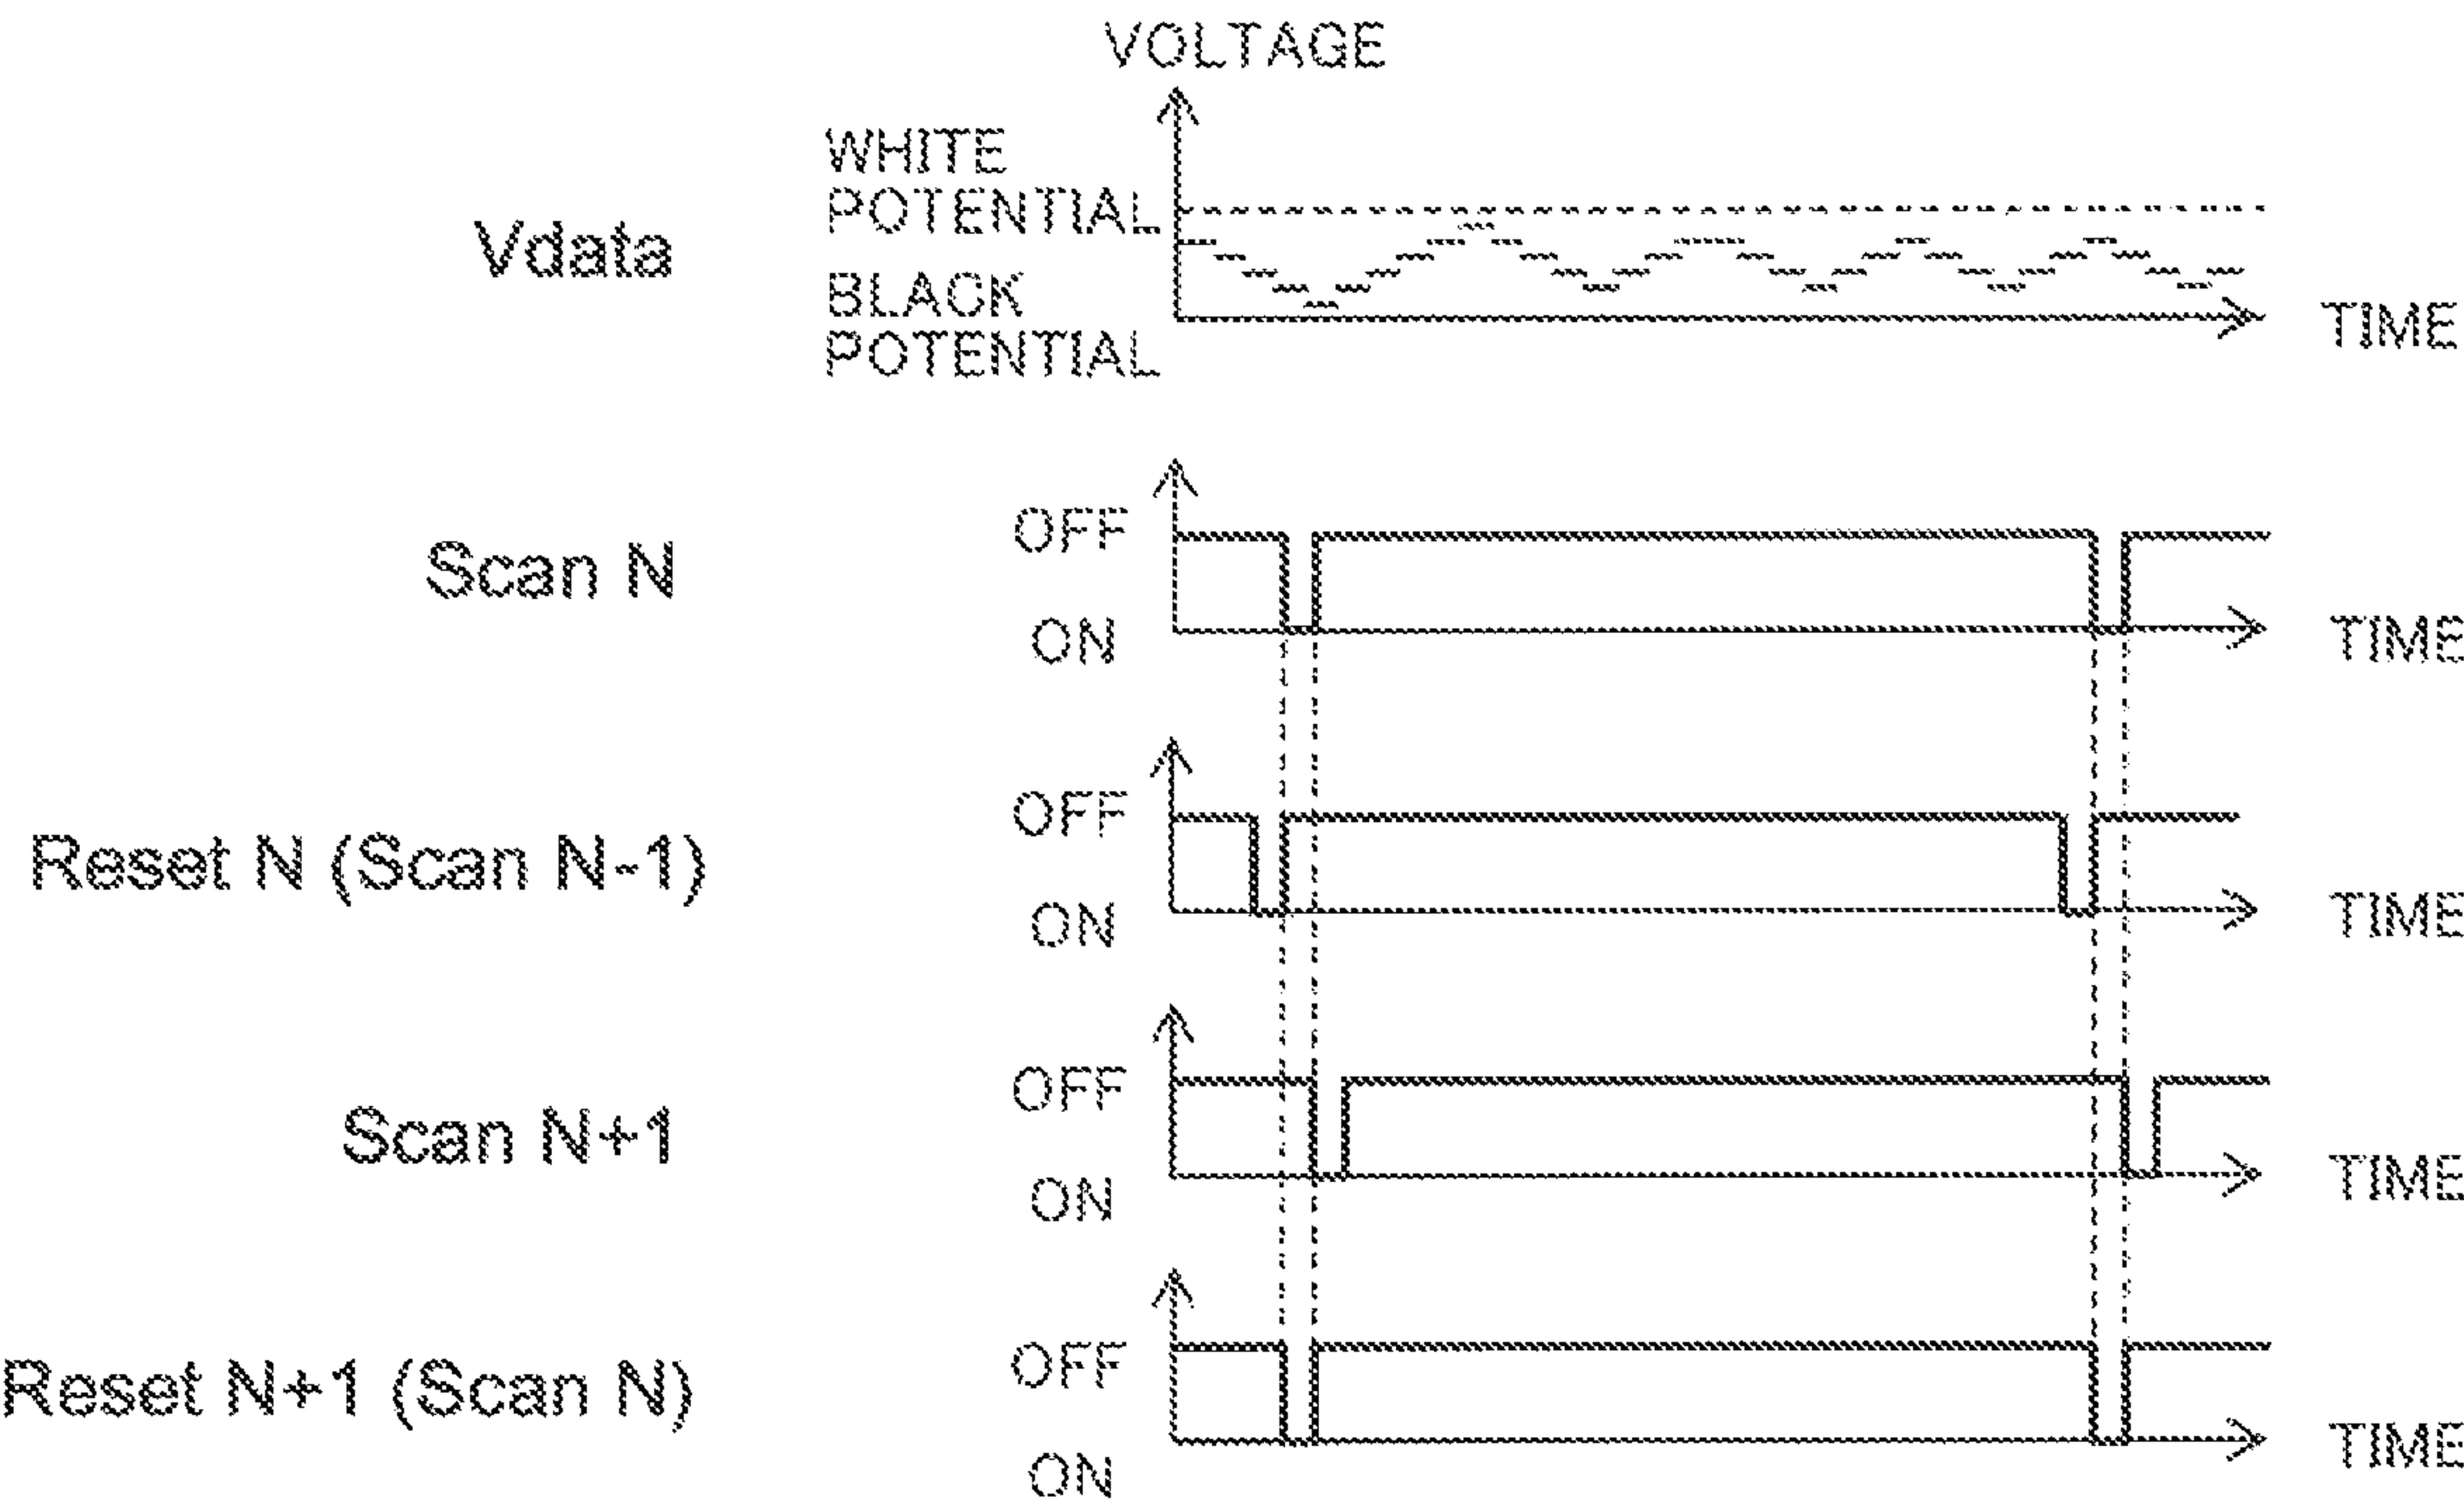 VOLTAGE
WHITE
POTENTIAL
Vdata
BLACK
POTENTIAL
TIME
OFF
Scan N
ON
TIME
OFF
Reset N (Scan N-1)
ON
TIME
OFF
Scan N+1
ON
TIME
OFF
Reset N+1 (Scan N)
ON
TIME